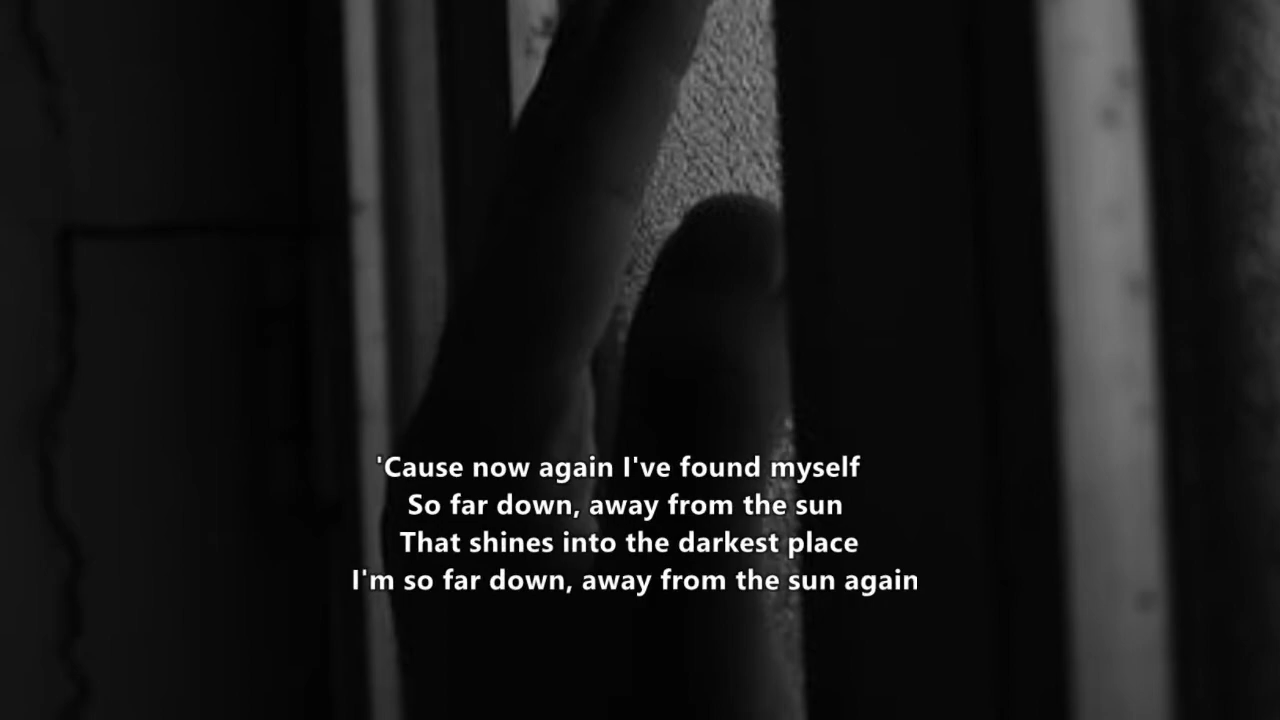 'Cause now again I've found myself
So far down, away from the sun
That shines into the darkest place
I'm so far down, away from the sun again